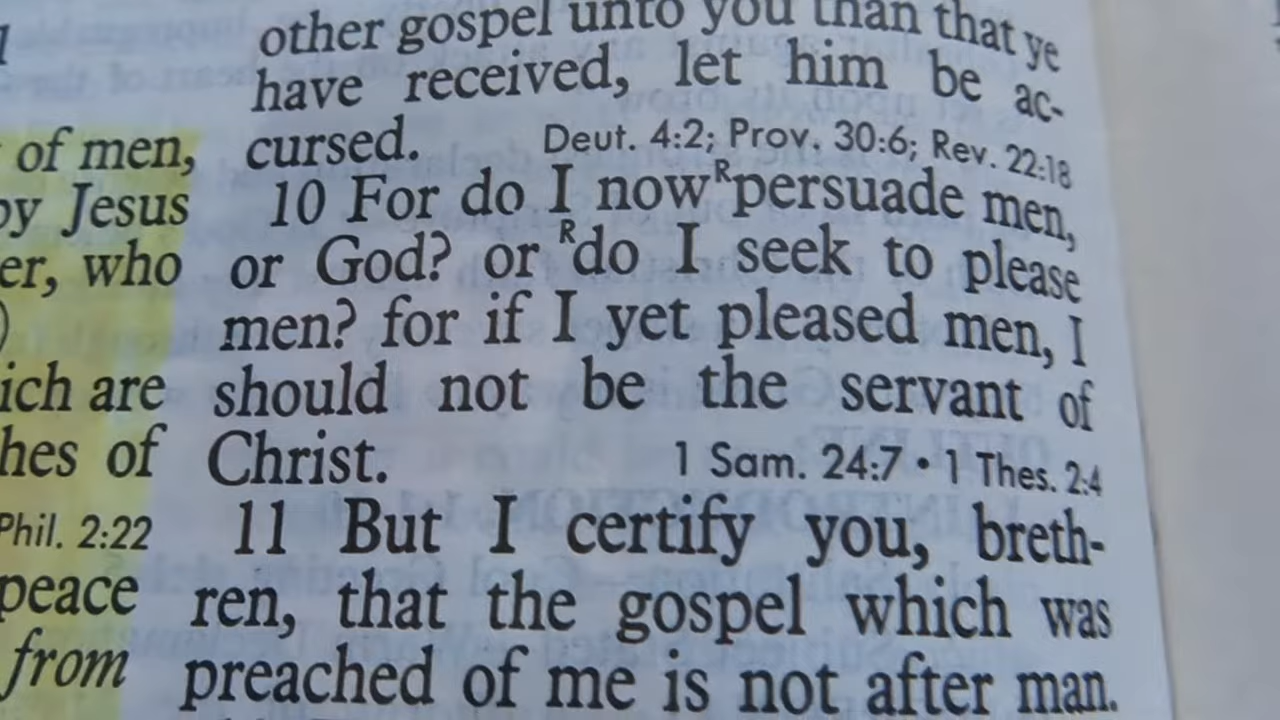 of men,
by Jesus
er, who
)
ich are
hes of
Phil. 2:22
peace
from
other gospel unto you than that ye
have received, let him be ac-
cursed. Deut. 4:2; Prov. 30:6; Rev. 22:18
10 For do I now ᴿpersuade men,
or God? or ᴿdo I seek to please
men? for if I yet pleased men, I
should not be the servant of
Christ. 1 Sam. 24:7 • 1 Thes. 2:4
11 But I certify you, breth-
ren, that the gospel which was
preached of me is not after man.